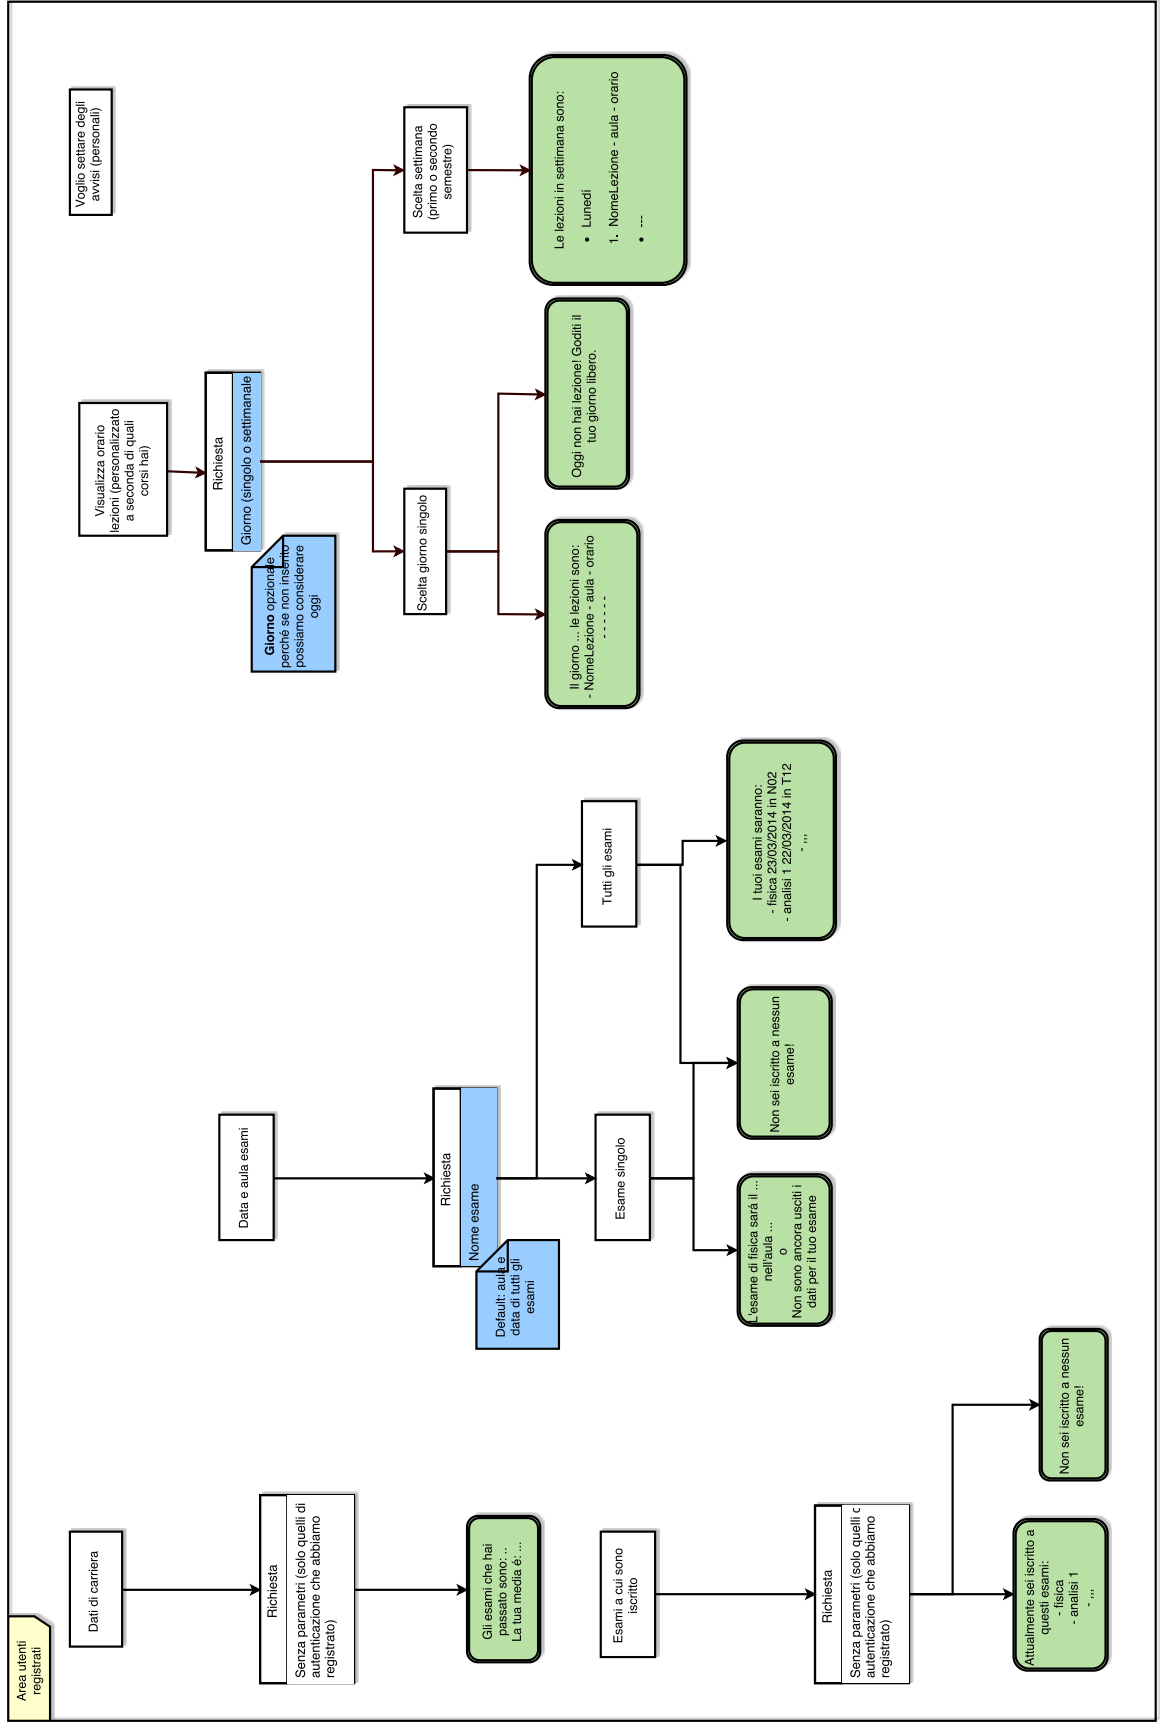 Area utenti
registrati
Dati di carriera
Richiesta
Senza parametri (solo quelli di
autenticazione che abbiamo
registrato)
Gli esami che hai
passato sono: ..
La tua media é: ...
Esami a cui sono
iscritto
Richiesta
Senza parametri (solo quelli
autenticazione che abbiamo
registrato)
Attualmente sei iscritto a
questi esami:
- fisica
- analisi 1
- ,,,
Non sei iscritto a nessun
esame!
Data e aula esami
Richiesta
Nome esame
Default: aula e
data di tutti gli
esami
Esame singolo
Tutti gli esami
L'esame di fisica sará il ...
nell'aula ...
o
Non sono ancora usciti i
dati per il tuo esame
Non sei iscritto a nessun
esame!
I tuoi esami saranno:
- fisica 23/03/2014 in N02
- analisi 1 22/03/2014 in T12
- ,,,
Visualizza orario
lezioni (personalizzato
a seconda di quali
corsi hai)
Richiesta
Giorno (singolo o settimanale
Giorno opzionale
perché se non inserito
possiamo considerare
oggi
Scelta giorno singolo
Scelta settimana
(primo o secondo
semestre)
Il giorno ... le lezioni sono:
- NomeLezione - aula - orario
- - - - - -
Oggi non hai lezione! Goditi il
tuo giorno libero.
Le lezioni in settimana sono:
• Lunedí
1. NomeLezione - aula - orario
• ---
Voglio settare degli
avvisi (personali)